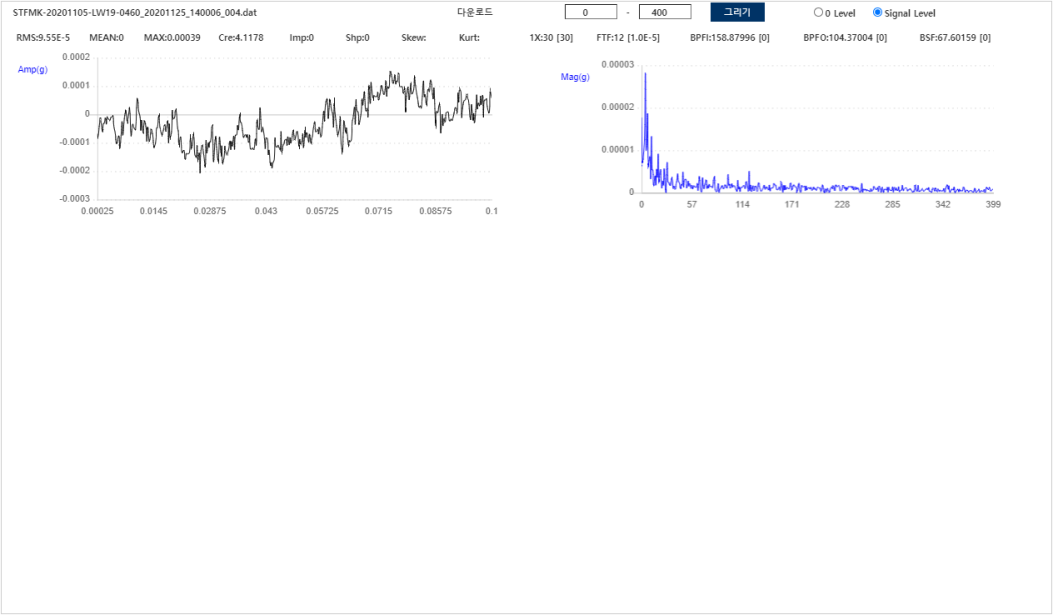 STFMK-20201105-LW19-0460_20201125_140006_004.dat 다운로드 0 - 400 그리기 0 Level Signal Level
RMS:9.55E-5 MEAN:0 MAX:0.00039 Cre:4.1178 Imp:0 Shp:0 Skew: Kurt: 1X:30 [30] FTF:12 [1.0E-5] BPFI:158.87996 [0] BPFO:104.37004 [0] BSF:67.60159 [0]
Amp(g)
0.0002
0.0001
0
-0.0001
-0.0002
-0.0003
0.00025 0.0145 0.02875 0.043 0.05725 0.0715 0.08575 0.1
Mag(g)
0.00003
0.00002
0.00001
0
0 57 114 171 228 285 342 399